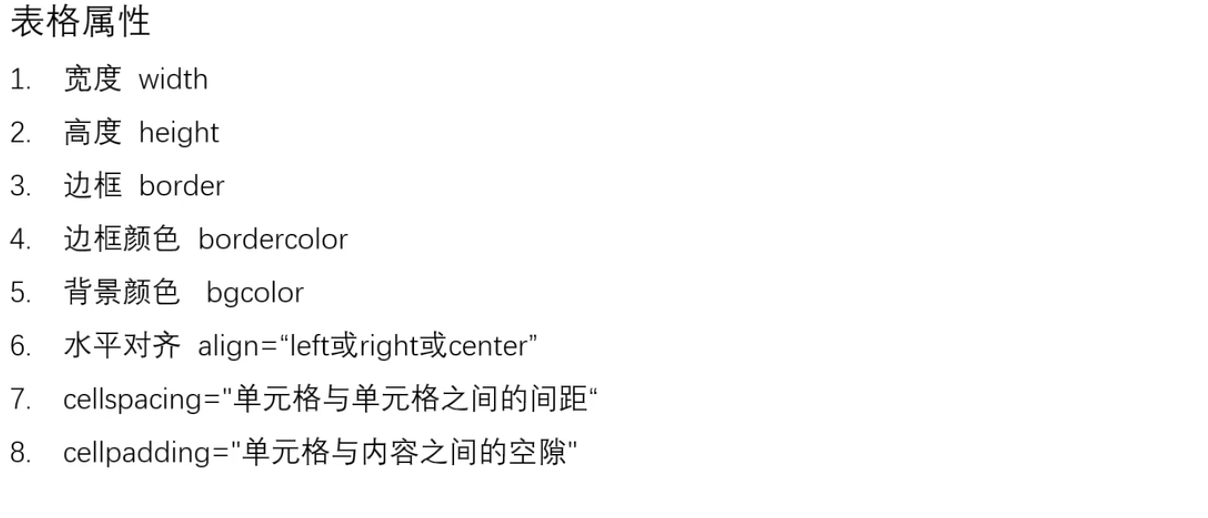 表格属性
1. 宽度 width
2. 高度 height
3. 边框 border
4. 边框颜色 bordercolor
5. 背景颜色 bgcolor
6. 水平对齐 align=“left或right或center”
7. cellspacing="单元格与单元格之间的间距“
8. cellpadding="单元格与内容之间的空隙"